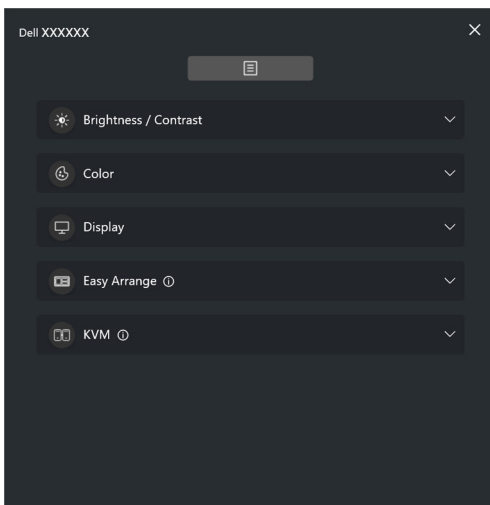 Dell XXXXXX
Brightness / Contrast
Color
Display
Easy Arrange
KVM